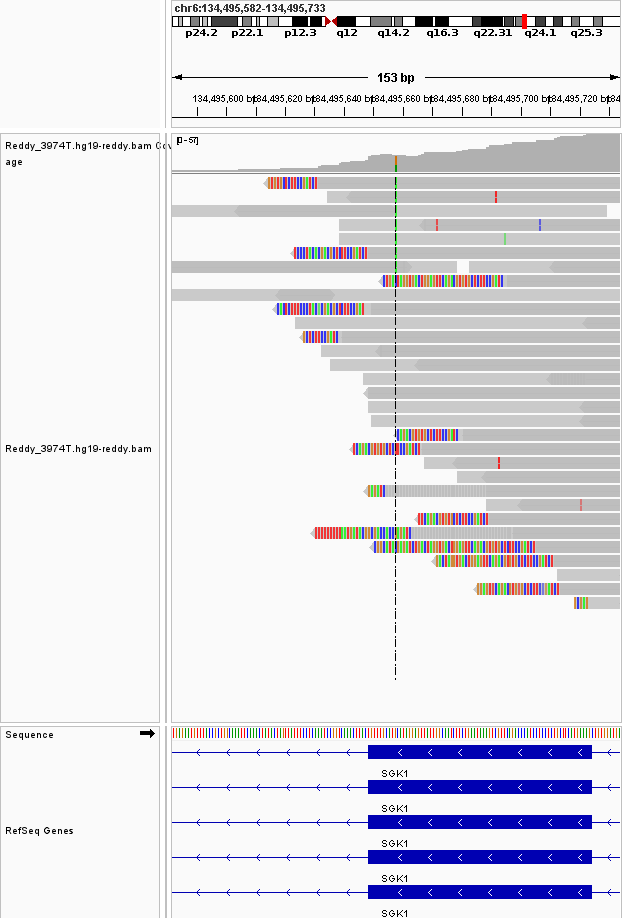 chr6:134,495,582-134,495,733
p24.2 p22.1 p12.3 q12 q14.2 q16.3 q22.31 q24.1 q25.3
153 bp
134,495,600 bp 134,495,620 bp 134,495,640 bp 134,495,660 bp 134,495,680 bp 134,495,700 bp 134,495,720 bp
Reddy_3974T.hg19-reddy.bam Cov
age
[0 - 57]
Reddy_3974T.hg19-reddy.bam
Sequence
SGK1
SGK1
RefSeq Genes
SGK1
SGK1
SGK1